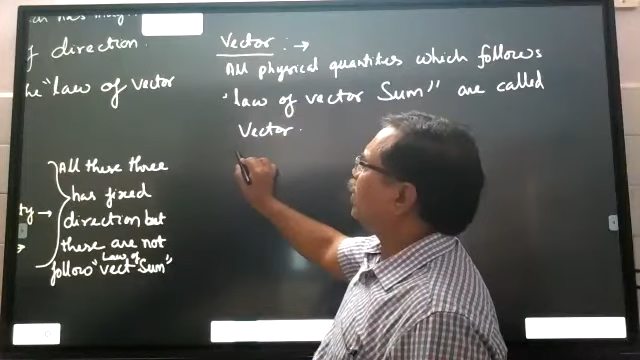 f direction.
"law of vector
All these three
has fixed
direction but
ty → these are not
Law of
follow "vect Sum"
Vector : →
All physical quantities which follows
"law of vector Sum" are called
Vector.